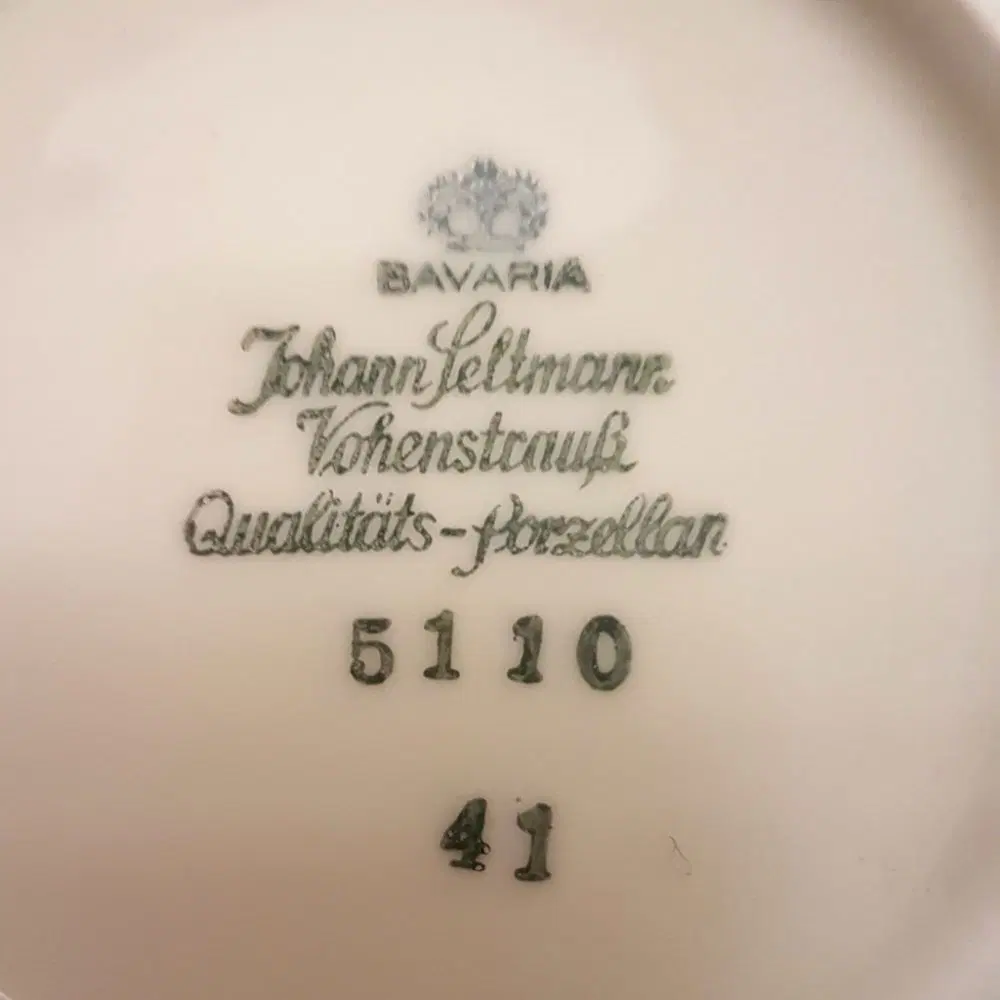 BAVARIA
Johann Seltmann
Vohenstrauß
Qualitäts-Porzellan
5110
41